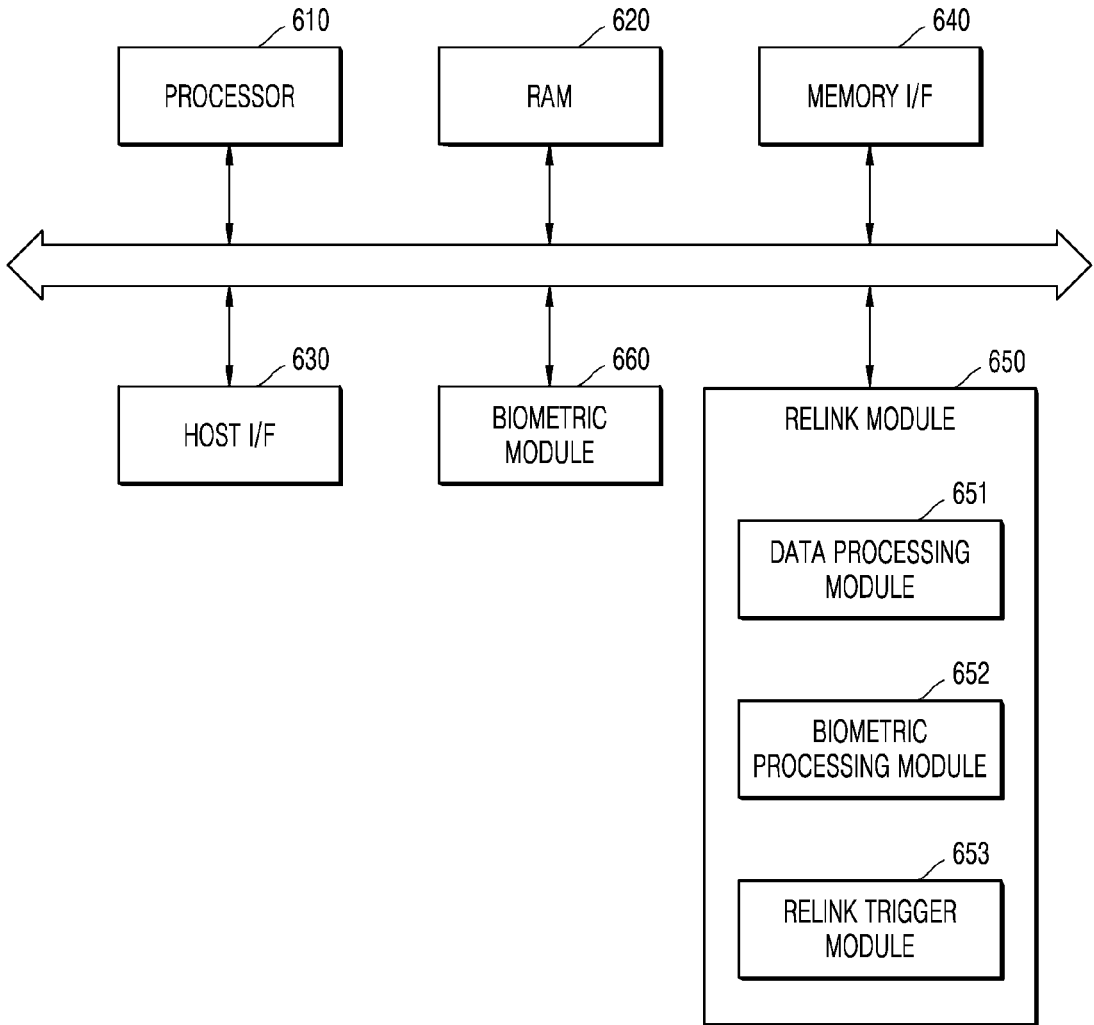 610
PROCESSOR
620
RAM
640
MEMORY I/F
630
HOST I/F
660
BIOMETRIC
MODULE
650
RELINK MODULE
651
DATA PROCESSING
MODULE
652
BIOMETRIC
PROCESSING MODULE
653
RELINK TRIGGER
MODULE